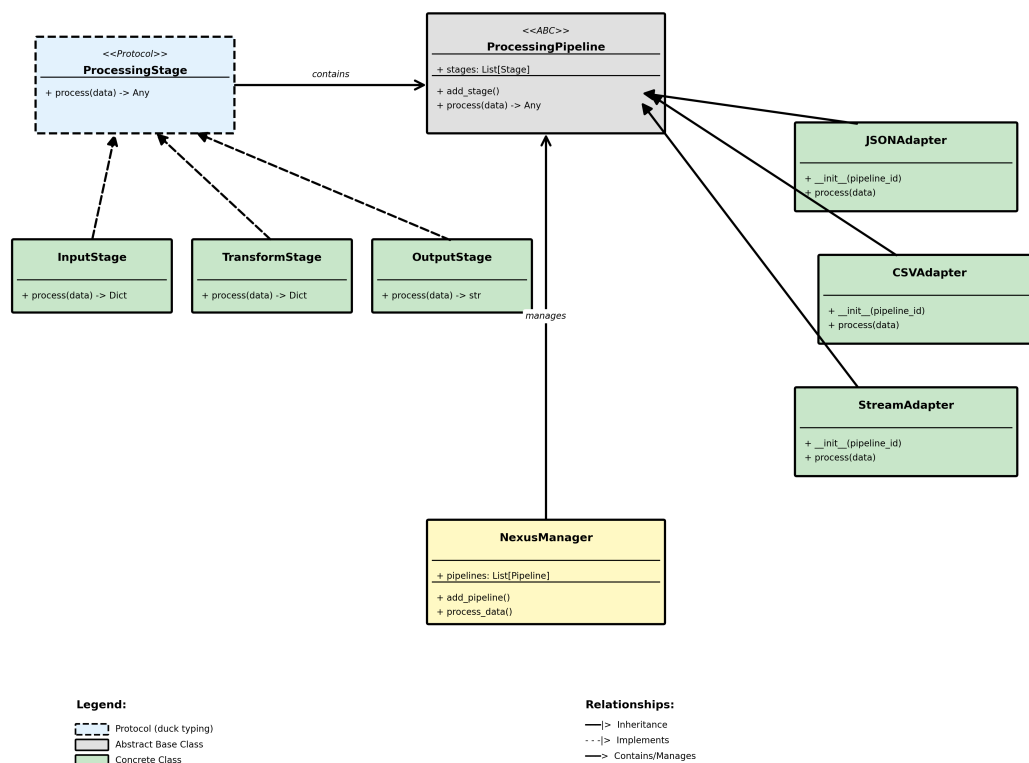 <<Protocol>>
ProcessingStage
+ process(data) -> Any
contains
<<ABC>>
ProcessingPipeline
+ stages: List[Stage]
+ add_stage()
+ process(data) -> Any
JSONAdapter
+ __init__(pipeline_id)
+ process(data)
InputStage
+ process(data) -> Dict
TransformStage
+ process(data) -> Dict
OutputStage
+ process(data) -> str
manages
CSVAdapter
+ __init__(pipeline_id)
+ process(data)
StreamAdapter
+ __init__(pipeline_id)
+ process(data)
NexusManager
+ pipelines: List[Pipeline]
+ add_pipeline()
+ process_data()
Legend:
Protocol (duck typing)
Abstract Base Class
Concrete Class
Relationships:
──|> Inheritance
- - -|> Implements
──> Contains/Manages